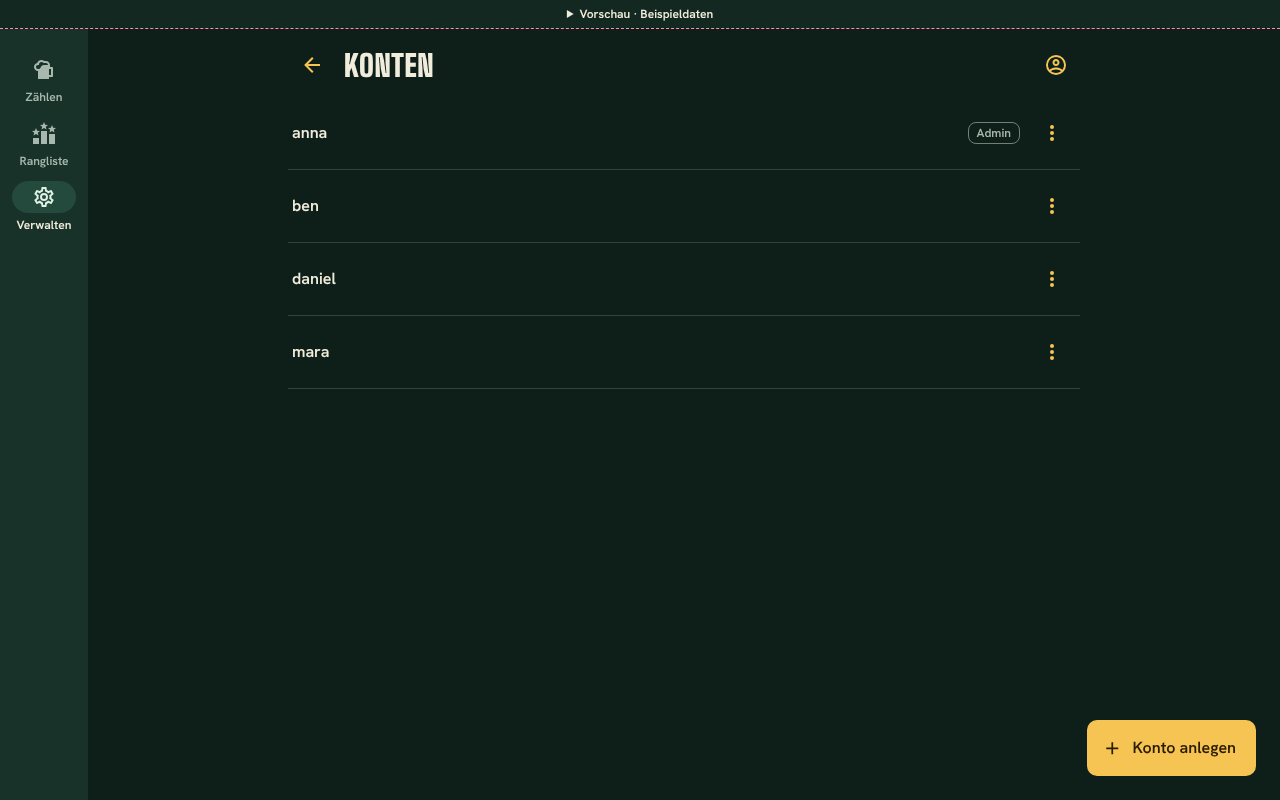 Vorschau · Beispieldaten
Zählen
Rangliste
Verwalten
KONTEN
anna
Admin
ben
daniel
mara
Konto anlegen